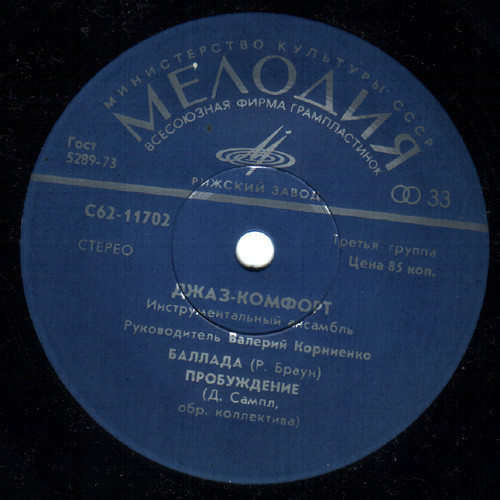 МИНИСТЕРСТВО КУЛЬТУРЫ СССР
МЕЛОДИЯ
ВСЕСОЮЗНАЯ ФИРМА ГРАМПЛАСТИНОК
Гост
5289-73
РИЖСКИЙ ЗАВОД
33
С62-11702
СТЕРЕО
Третья группа
Цена 85 коп.
ДЖАЗ-КОМФОРТ
Инструментальный ансамбль
Руководитель Валерий Корниенко
БАЛЛАДА (Р. Браун)
ПРОБУЖДЕНИЕ
(Д. Сампл,
обр. коллектива)